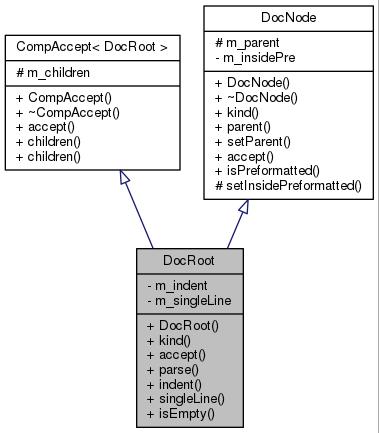 CompAccept< DocRoot >
# m_children
+ CompAccept()
+ ~CompAccept()
+ accept()
+ children()
+ children()
DocNode
# m_parent
- m_insidePre
+ DocNode()
+ ~DocNode()
+ kind()
+ parent()
+ setParent()
+ accept()
+ isPreformatted()
# setInsidePreformatted()
DocRoot
- m_indent
- m_singleLine
+ DocRoot()
+ kind()
+ accept()
+ parse()
+ indent()
+ singleLine()
+ isEmpty()